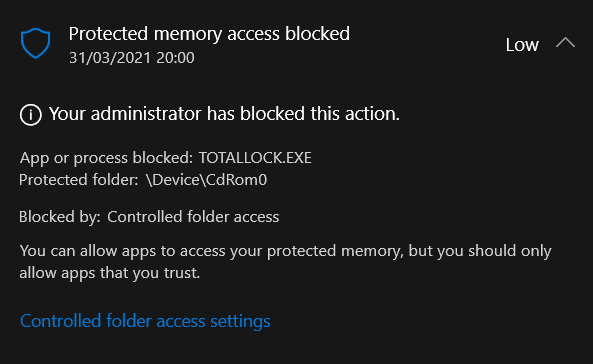 Protected memory access blocked
31/03/2021 20:00
Low
Your administrator has blocked this action.
App or process blocked: TOTALLOCK.EXE
Protected folder: \Device\CdRom0
Blocked by: Controlled folder access
You can allow apps to access your protected memory, but you should only
allow apps that you trust.
Controlled folder access settings